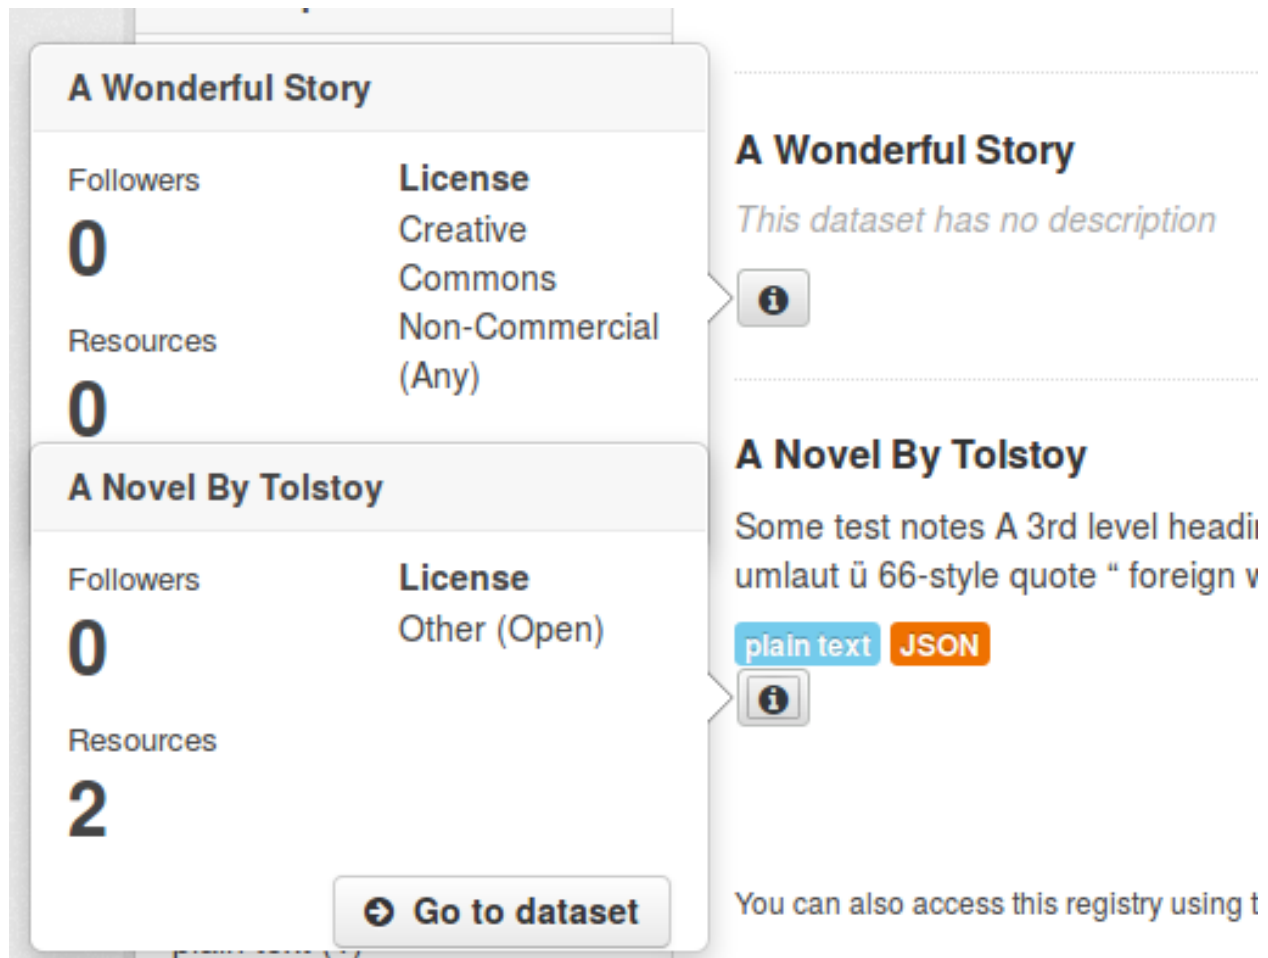 A Wonderful Story
Followers
0
Resources
0
License
Creative
Commons
Non-Commercial
(Any)
A Novel By Tolstoy
Followers
0
Resources
2
License
Other (Open)
Go to dataset
A Wonderful Story
This dataset has no description
A Novel By Tolstoy
Some test notes A 3rd level
umlaut ü 66-style quote “ foreign
plain text JSON
You can also access this registry using